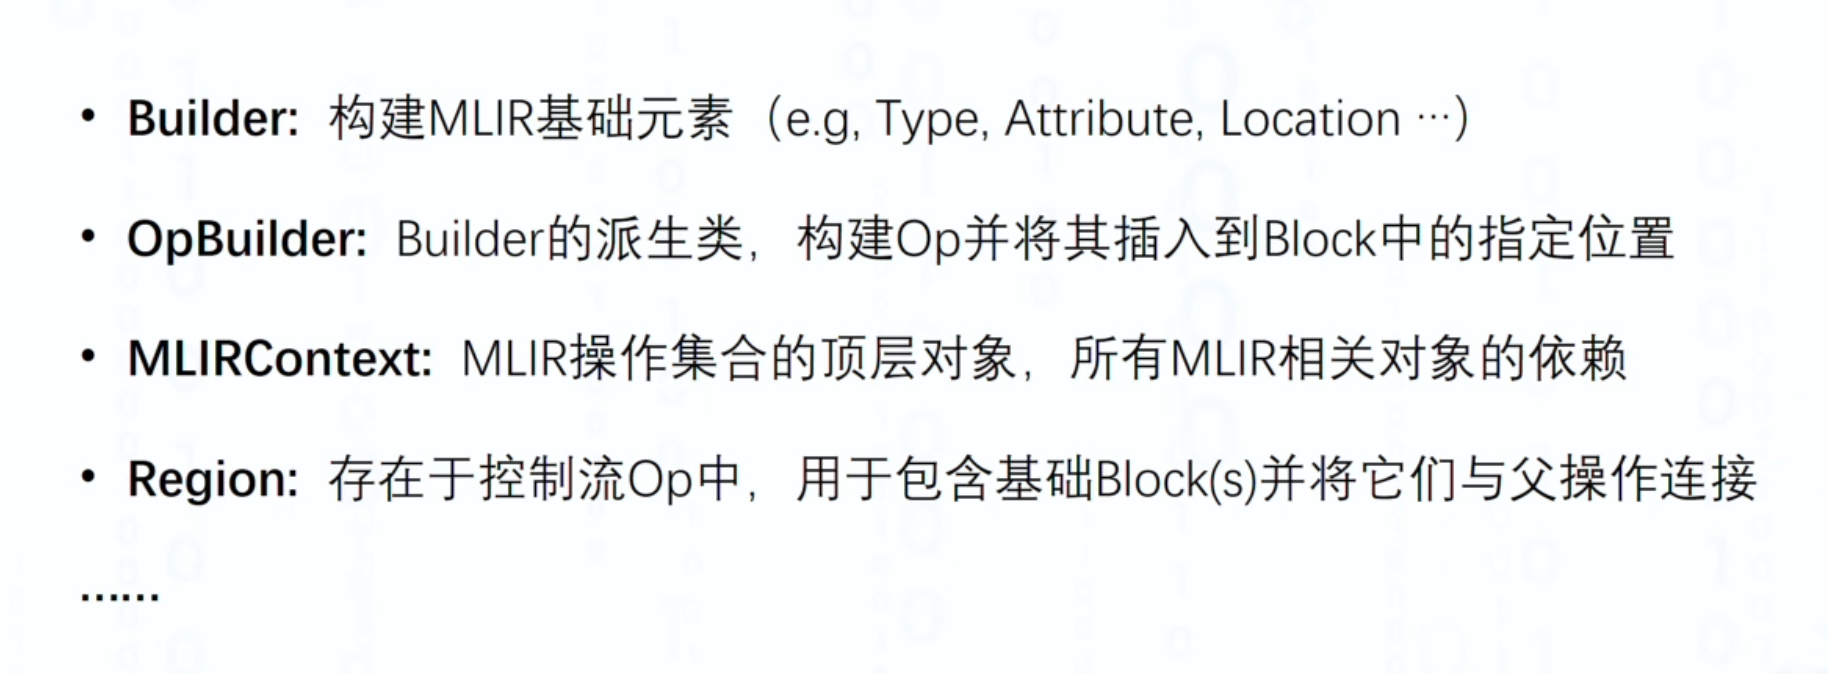 • Builder: 构建MLIR基础元素（e.g, Type, Attribute, Location …）
• OpBuilder: Builder的派生类，构建Op并将其插入到Block中的指定位置
• MLIRContext: MLIR操作集合的顶层对象，所有MLIR相关对象的依赖
• Region: 存在于控制流Op中，用于包含基础Block(s)并将它们与父操作连接
……